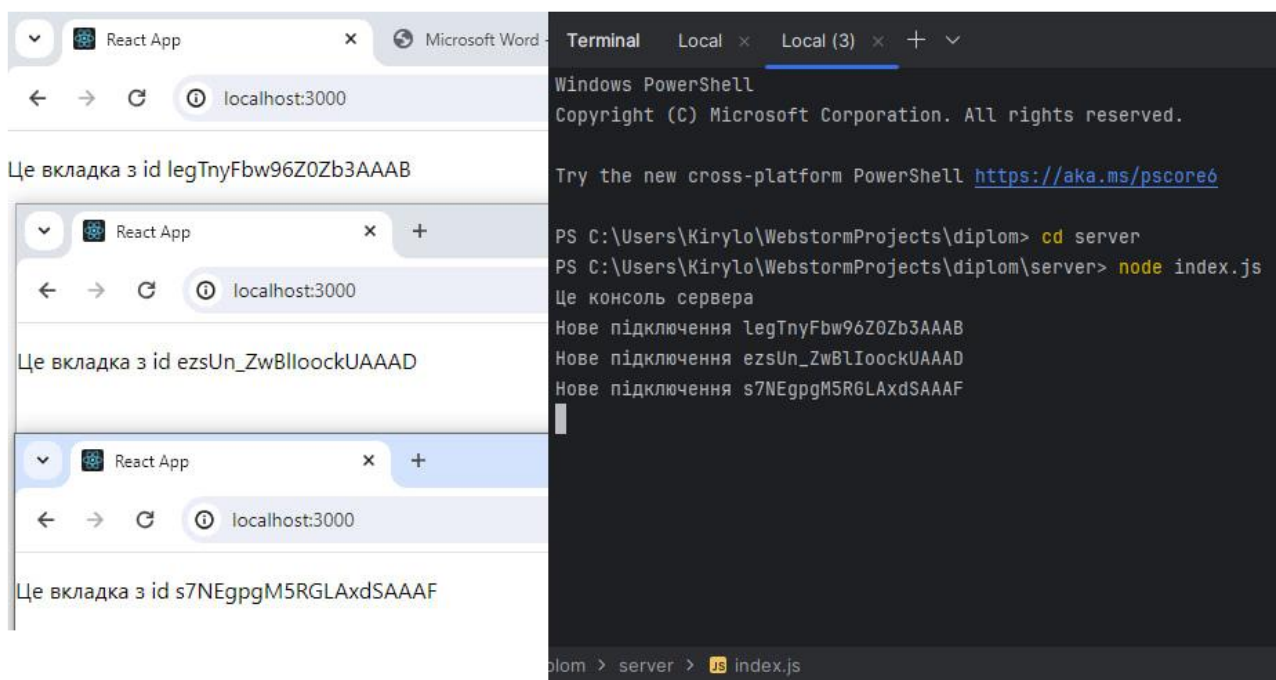 React App
Microsoft Word -
localhost:3000
Це вкладка з id legTnyFbw96Z0Zb3AAAB
React App
localhost:3000
Це вкладка з id ezsUn_ZwBlIoockUAAAD
React App
localhost:3000
Це вкладка з id s7NEgpgM5RGLAxdSAAAF
Terminal Local Local (3)
Windows PowerShell
Copyright (C) Microsoft Corporation. All rights reserved.
Try the new cross-platform PowerShell https://aka.ms/pscore6
PS C:\Users\Kirylo\WebstormProjects\diplom> cd server
PS C:\Users\Kirylo\WebstormProjects\diplom\server> node index.js
Це консоль сервера
Нове підключення legTnyFbw96Z0Zb3AAAB
Нове підключення ezsUn_ZwBlIoockUAAAD
Нове підключення s7NEgpgM5RGLAxdSAAAF
plom > server > JS index.js